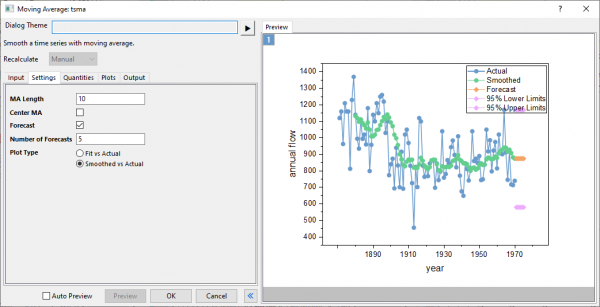 Moving Average: tsma
? ×
Dialog Theme
Smooth a time series with moving average.
Recalculate Manual
Input Settings Quantities Plots Output
MA Length 10
Center MA
Forecast
Number of Forecasts 5
Plot Type Fit vs Actual
Smoothed vs Actual
Auto Preview Preview OK Cancel
Preview
1
Actual
Smoothed
Forecast
95% Lower Limits
95% Upper Limits
1400
1300
1200
1100
1000
900
800
700
600
500
400
annual flow
1890 1910 1930 1950 1970
year